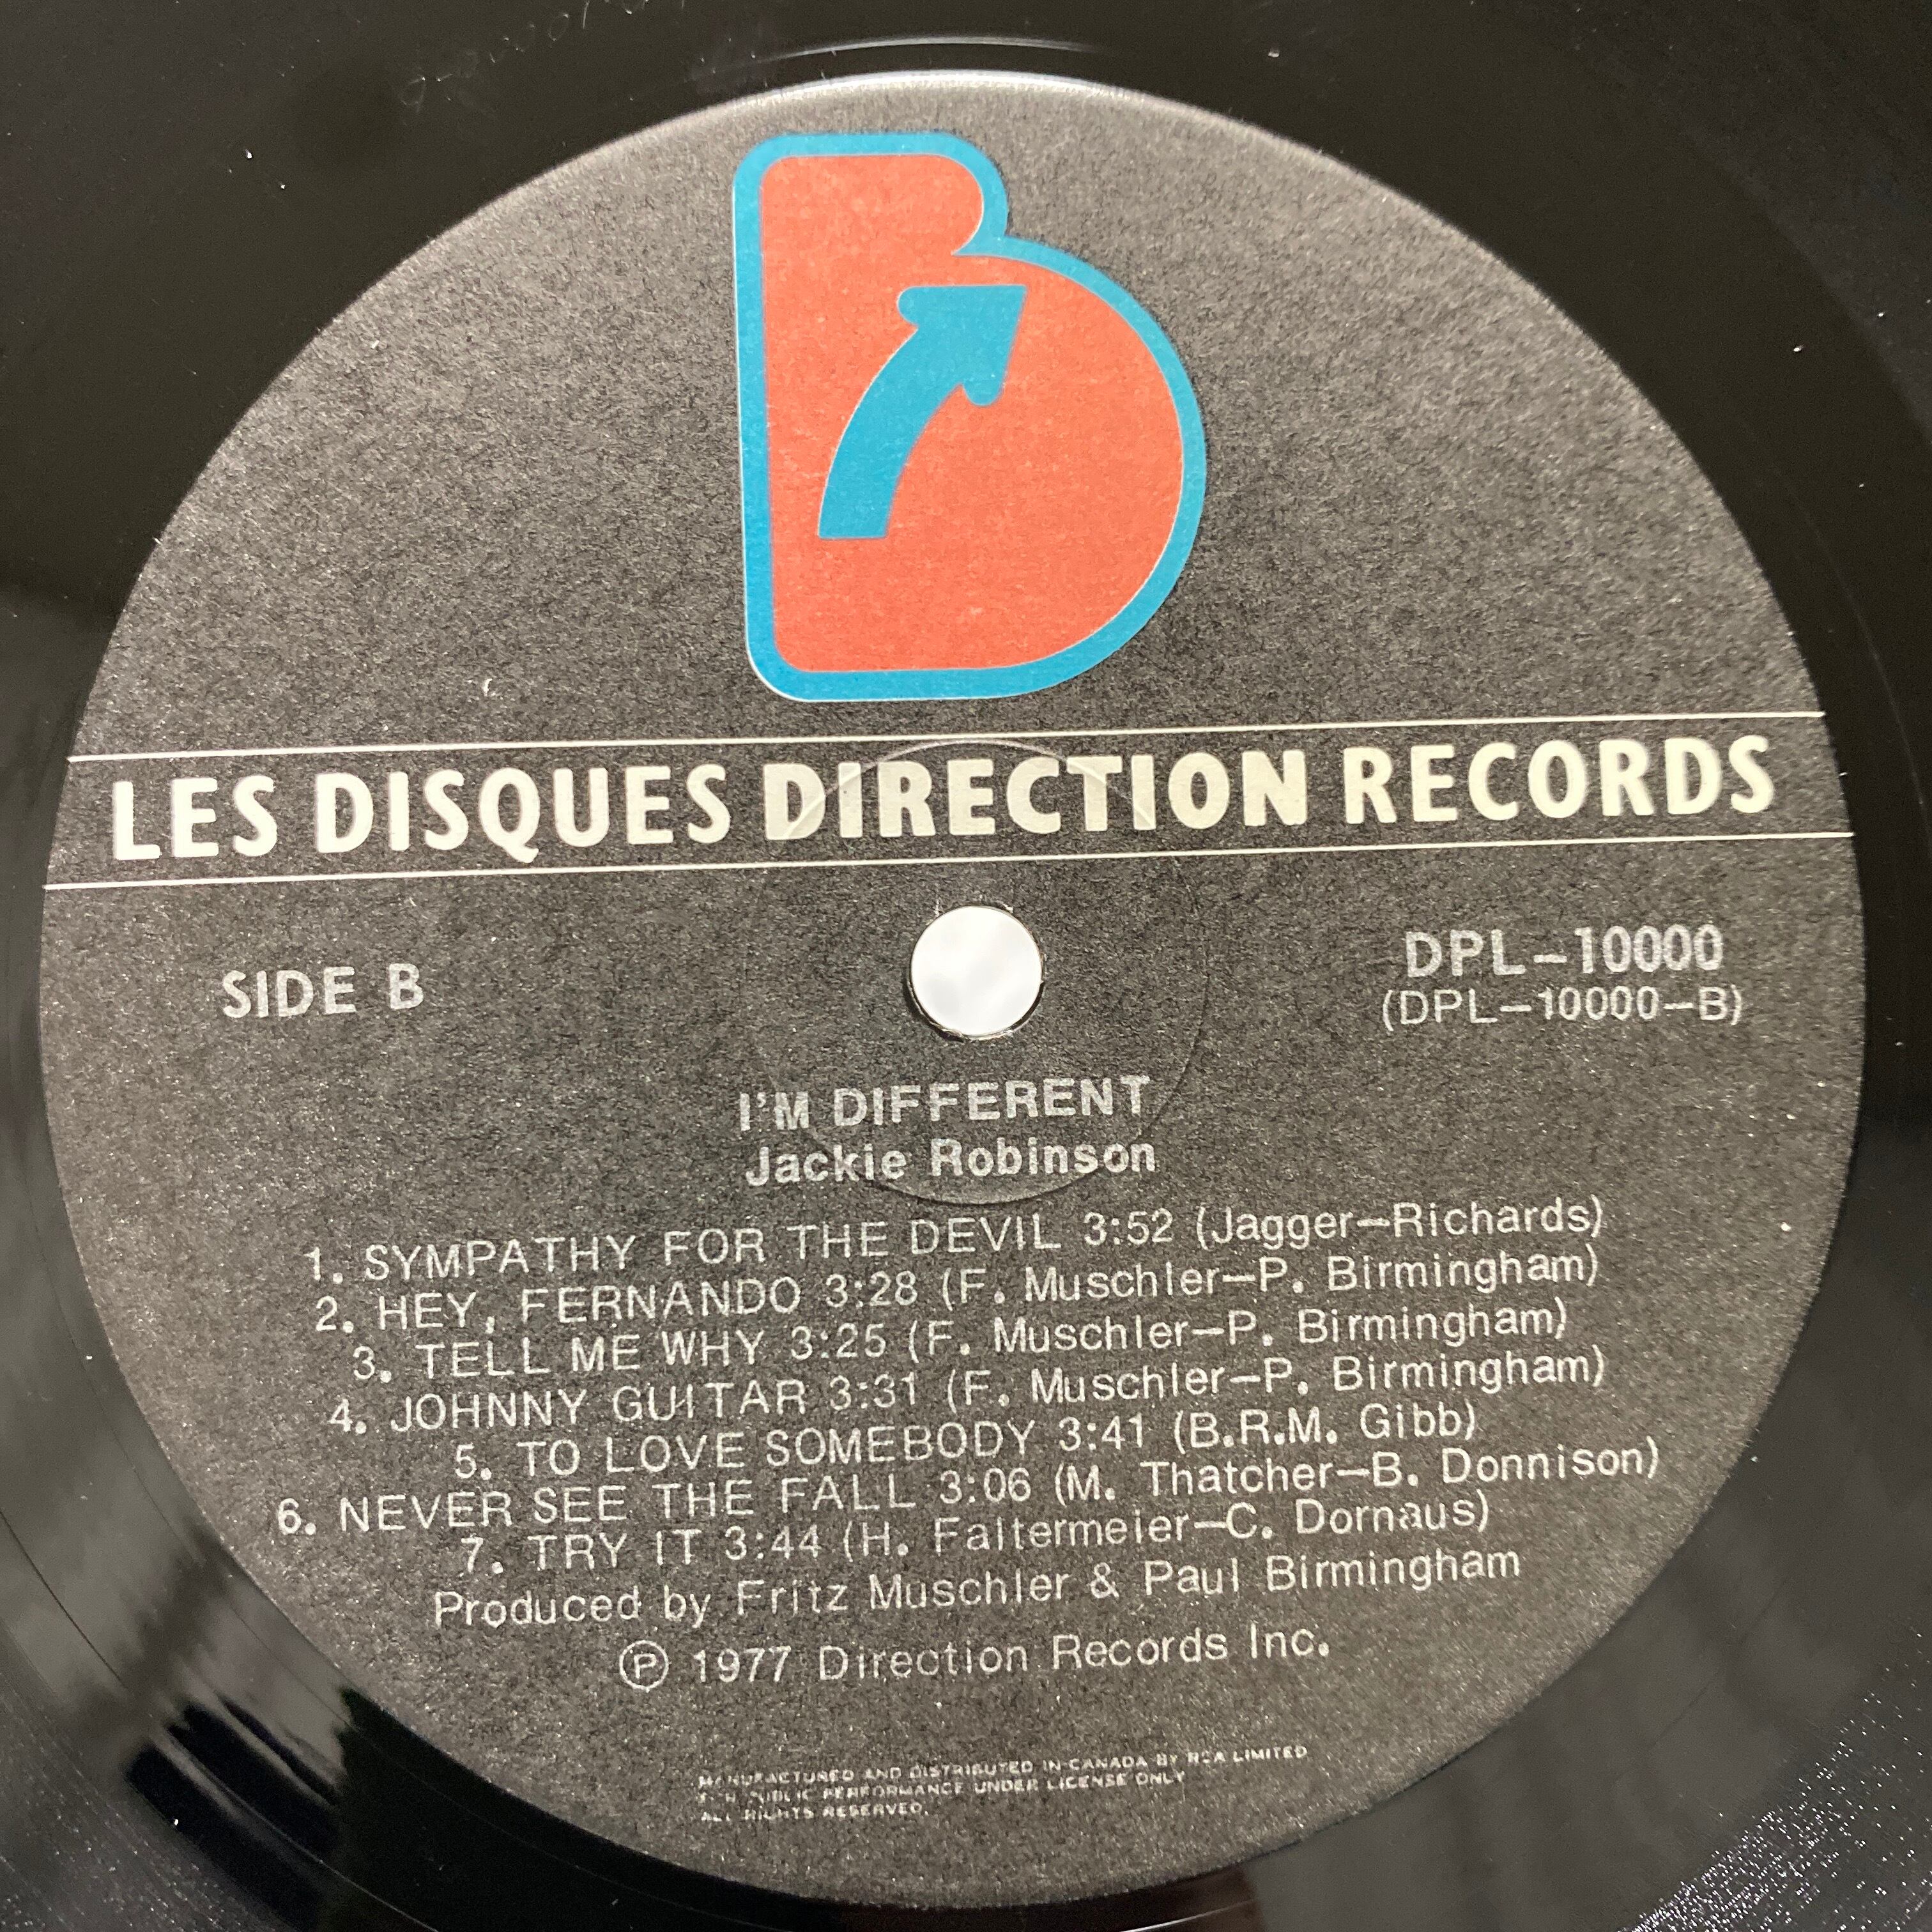 LES DISQUES DIRECTION RECORDS
SIDE B
DPL-10000
(DPL-10000-B)
I'M DIFFERENT
Jackie Robinson
1. SYMPATHY FOR THE DEVIL 3:52 (Jagger-Richards)
2. HEY, FERNANDO 3:28 (F. Muschler-P. Birmingham)
3. TELL ME WHY 3:25 (F. Muschler-P. Birmingham)
4. JOHNNY GUITAR 3:31 (F. Muschler-P. Birmingham)
5. TO LOVE SOMEBODY 3:41 (B.R.M. Gibb)
6. NEVER SEE THE FALL 3:06 (M. Thatcher-B. Donnison)
7. TRY IT 3:44 (H. Faltermeier-C. Dornaus)
Produced by Fritz Muschler & Paul Birmingham
℗ 1977 Direction Records Inc.
MANUFACTURED AND DISTRIBUTED IN CANADA BY RCA LIMITED
PUBLIC PERFORMANCE UNDER LICENSE ONLY
ALL RIGHTS RESERVED.